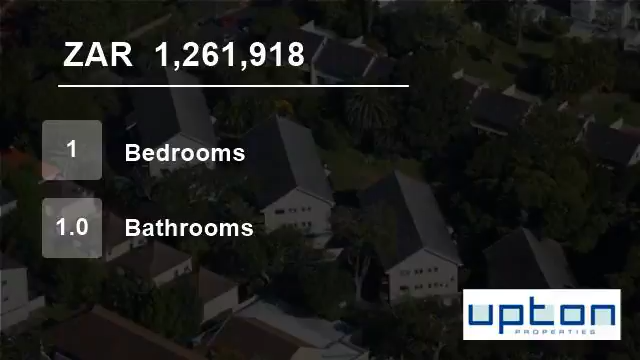 ZAR 1,261,918
1 Bedrooms
1.0 Bathrooms
upton
PROPERTIES